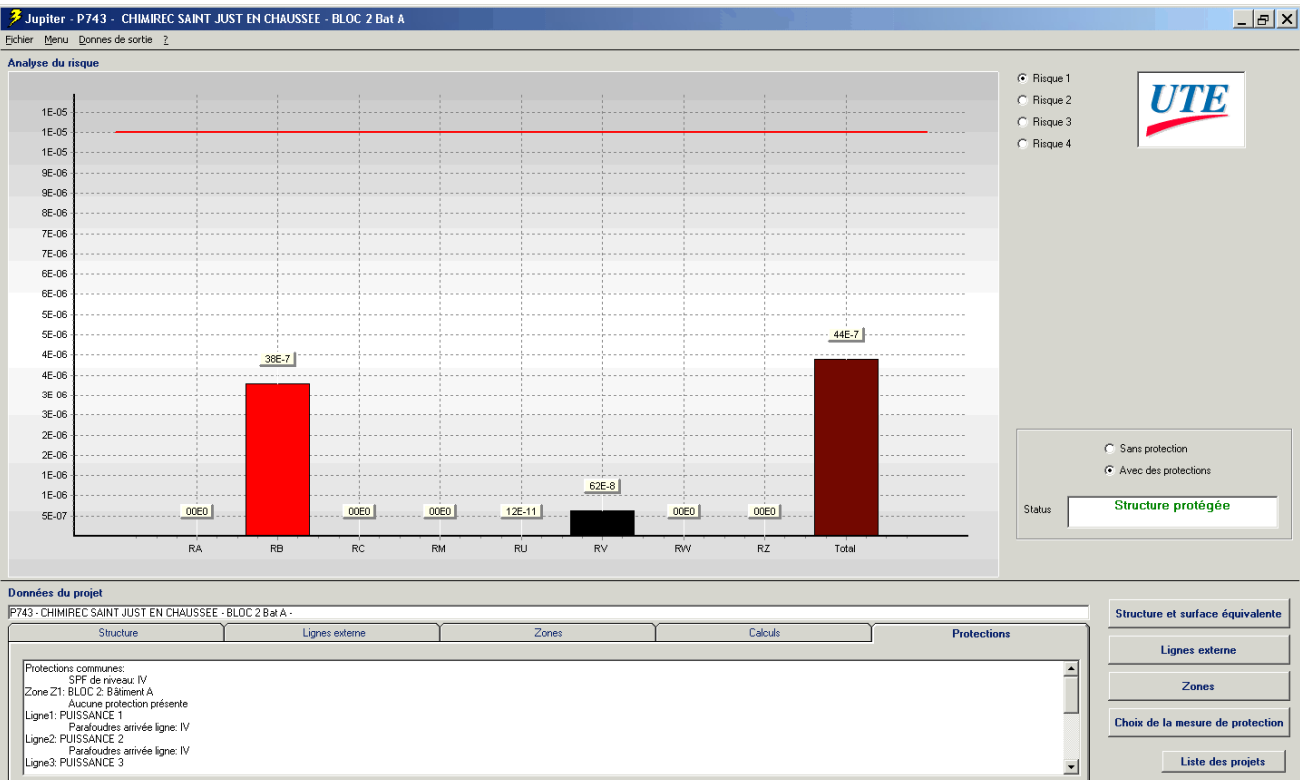 Jupiter - P743 - CHIMIREC SAINT JUST EN CHAUSSEE - BLOC 2 Bat A
Fichier Menu Donnes de sortie ?
Analyse du risque
1E-05
1E-05
1E-05
9E-06
9E-06
8E-06
7E-06
7E-06
6E-06
6E-06
5E-06
5E-06
4E-06
4E-06
3E 06
3E-06
2E-06
2E-06
1E-06
1E-06
5E-07
00E0
38E-7
00E0
00E0
12E-11
62E-8
00E0
00E0
44E-7
RA RB RC RM RU RV RW RZ Total
Risque 1
Risque 2
Risque 3
Risque 4
UTE
Sans protection
Avec des protections
Status Structure protégée
Données du projet
P743 - CHIMIREC SAINT JUST EN CHAUSSEE - BLOC 2 Bat A -
Structure Lignes externe Zones Calculs Protections
Protections communes:
SPF de niveau: IV
Zone Z1: BLOC 2: Bâtiment A
Aucune protection présente
Ligne1: PUISSANCE 1
Parafoudres arrivée ligne: IV
Ligne2: PUISSANCE 2
Parafoudres arrivée ligne: IV
Ligne3: PUISSANCE 3
Structure et surface équivalente
Lignes externe
Zones
Choix de la mesure de protection
Liste des projets